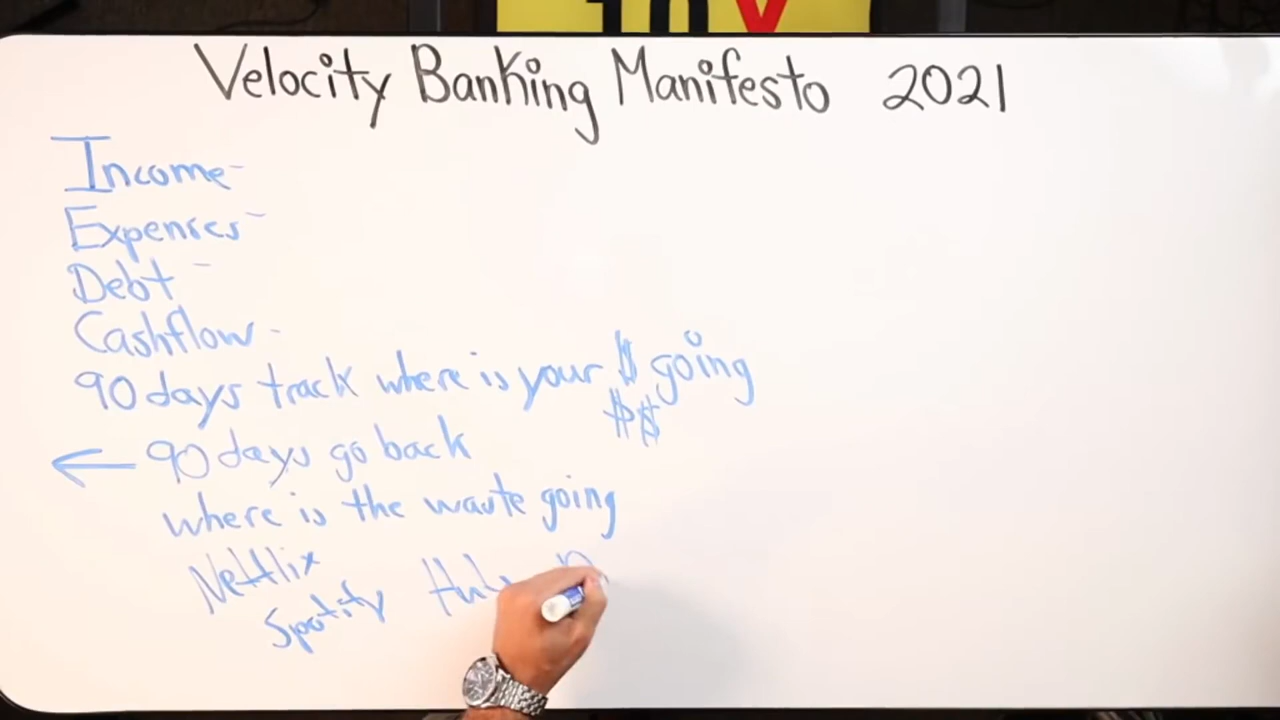 10X
Velocity Banking Manifesto 2021
Income-
Expenses-
Debt-
Cashflow-
90 days track where is your $ going
$$
← 90 days go back
where is the waste going
Netflix
Spotify Hulu